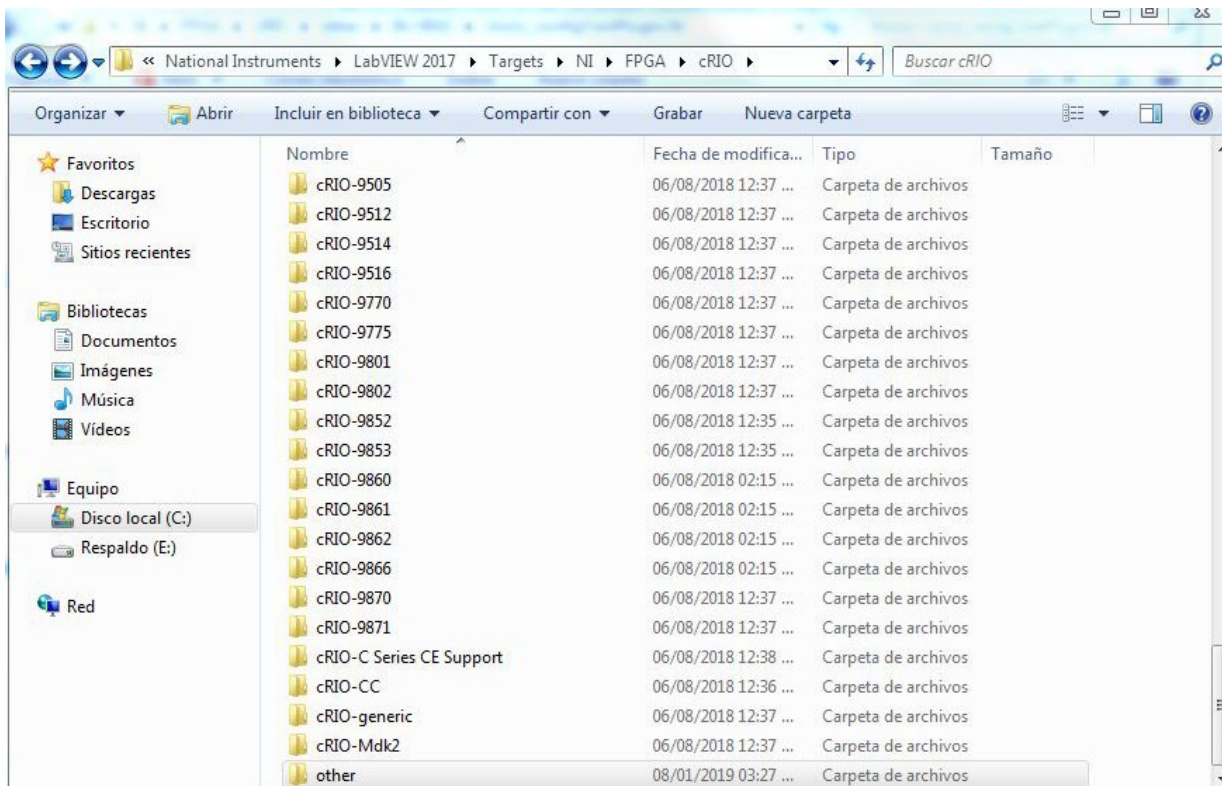 « National Instruments ▸ LabVIEW 2017 ▸ Targets ▸ NI ▸ FPGA ▸ cRIO ▸ Buscar cRIO
Organizar Abrir Incluir en biblioteca Compartir con Grabar Nueva carpeta
Favoritos
Descargas
Escritorio
Sitios recientes
Bibliotecas
Documentos
Imágenes
Música
Vídeos
Equipo
Disco local (C:)
Respaldo (E:)
Red
Nombre Fecha de modifica... Tipo Tamaño
cRIO-9505 06/08/2018 12:37 ... Carpeta de archivos
cRIO-9512 06/08/2018 12:37 ... Carpeta de archivos
cRIO-9514 06/08/2018 12:37 ... Carpeta de archivos
cRIO-9516 06/08/2018 12:37 ... Carpeta de archivos
cRIO-9770 06/08/2018 12:37 ... Carpeta de archivos
cRIO-9775 06/08/2018 12:37 ... Carpeta de archivos
cRIO-9801 06/08/2018 12:37 ... Carpeta de archivos
cRIO-9802 06/08/2018 12:37 ... Carpeta de archivos
cRIO-9852 06/08/2018 12:35 ... Carpeta de archivos
cRIO-9853 06/08/2018 12:35 ... Carpeta de archivos
cRIO-9860 06/08/2018 02:15 ... Carpeta de archivos
cRIO-9861 06/08/2018 02:15 ... Carpeta de archivos
cRIO-9862 06/08/2018 02:15 ... Carpeta de archivos
cRIO-9866 06/08/2018 02:15 ... Carpeta de archivos
cRIO-9870 06/08/2018 12:37 ... Carpeta de archivos
cRIO-9871 06/08/2018 12:37 ... Carpeta de archivos
cRIO-C Series CE Support 06/08/2018 12:38 ... Carpeta de archivos
cRIO-CC 06/08/2018 12:36 ... Carpeta de archivos
cRIO-generic 06/08/2018 12:37 ... Carpeta de archivos
cRIO-Mdk2 06/08/2018 12:37 ... Carpeta de archivos
other 08/01/2019 03:27 ... Carpeta de archivos